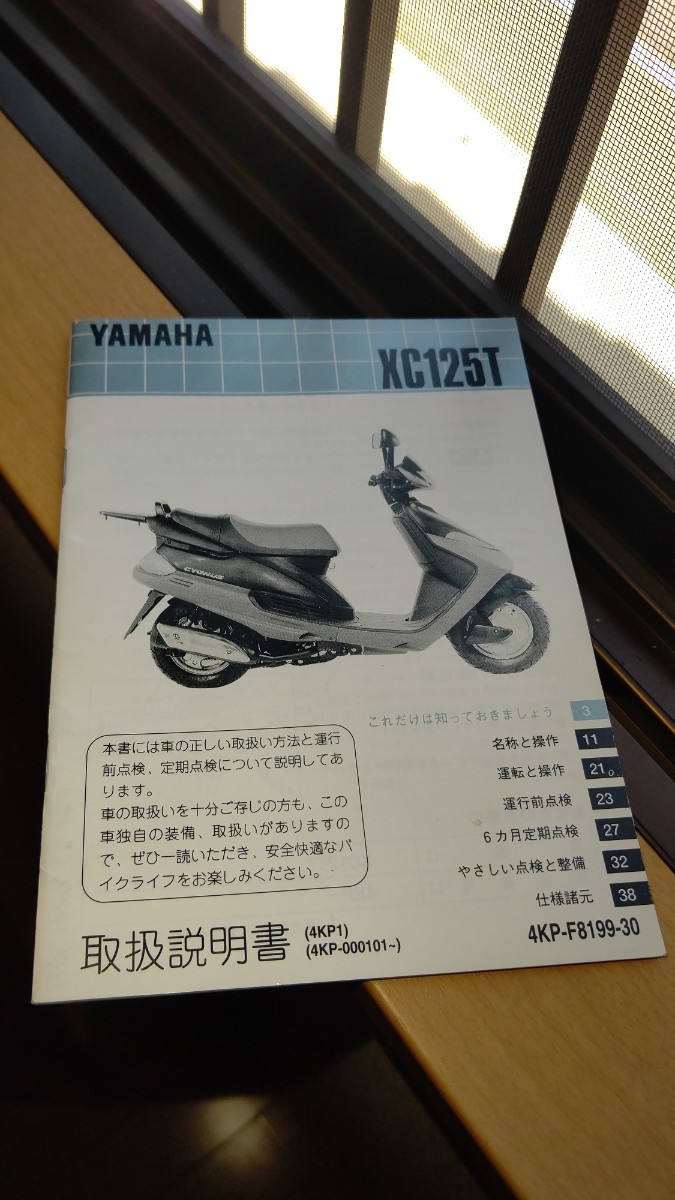 YAMAHA
XC125T
CYGNUS
これだけは知っておきましょう 3
名称と操作 11
運転と操作 21
運行前点検 23
6カ月定期点検 27
やさしい点検と整備 32
仕様諸元 38
本書には車の正しい取扱い方法と運行
前点検、定期点検について説明してあ
ります。
車の取扱いを十分ご存じの方も、この
車独自の装備、取扱いがありますの
で、ぜひ一読いただき、安全快適なバ
イクライフをお楽しみください。
取扱説明書
(4KP1)
(4KP-000101~)
4KP-F8199-30